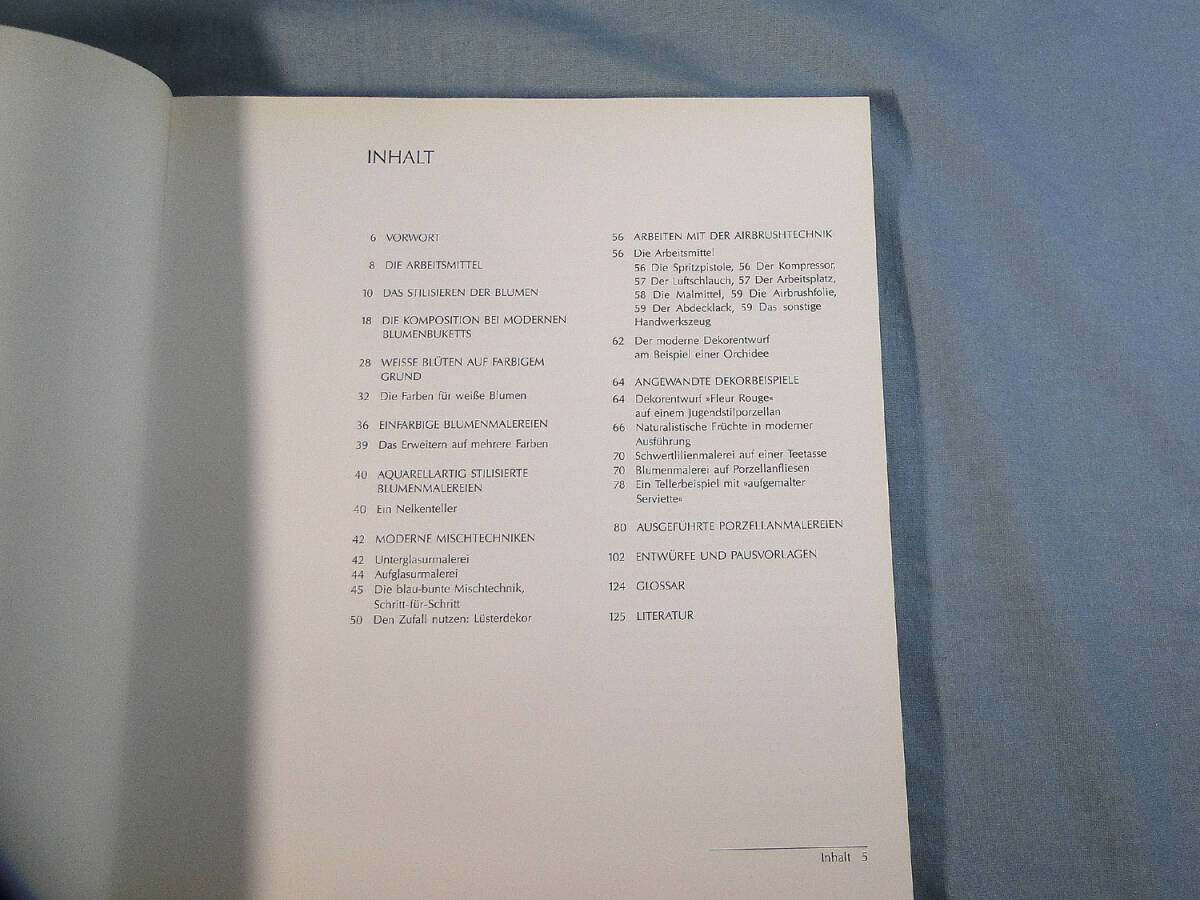 INHALT
6 VORWORT
8 DIE ARBEITSMITTEL
10 DAS STILISIEREN DER BLUMEN
18 DIE KOMPOSITION BEI MODERNEN
BLUMENBUKETTS
28 WEISSE BLÜTEN AUF FARBIGEM
GRUND
32 Die Farben für weiße Blumen
36 EINFARBIGE BLUMENMALEREIEN
39 Das Erweitern auf mehrere Farben
40 AQUARELLARTIG STILISIERTE
BLUMENMALEREIEN
40 Ein Nelkenteller
42 MODERNE MISCHTECHNIKEN
42 Unterglasurmalerei
44 Aufglasurmalerei
45 Die blau-bunte Mischtechnik,
Schritt-für-Schritt
50 Den Zufall nutzen: Lüsterdekor
56 ARBEITEN MIT DER AIRBRUSHTECHNIK
56 Die Arbeitsmittel
56 Die Spritzpistole, 56 Der Kompressor,
57 Der Luftschlauch, 57 Der Arbeitsplatz,
58 Die Malmittel, 59 Die Airbrushfolie,
59 Der Abdecklack, 59 Das sonstige
Handwerkszeug
62 Der moderne Dekorentwurf
am Beispiel einer Orchidee
64 ANGEWANDTE DEKORBEISPIELE
64 Dekorentwurf »Fleur Rouge«
auf einem Jugendstilporzellan
66 Naturalistische Früchte in moderner
Ausführung
70 Schwertlilienmalerei auf einer Teetasse
70 Blumenmalerei auf Porzellanfliesen
78 Ein Tellerbeispiel mit »aufgemalter
Serviette«
80 AUSGEFÜHRTE PORZELLANMALEREIEN
102 ENTWÜRFE UND PAUSVORLAGEN
124 GLOSSAR
125 LITERATUR
Inhalt 5